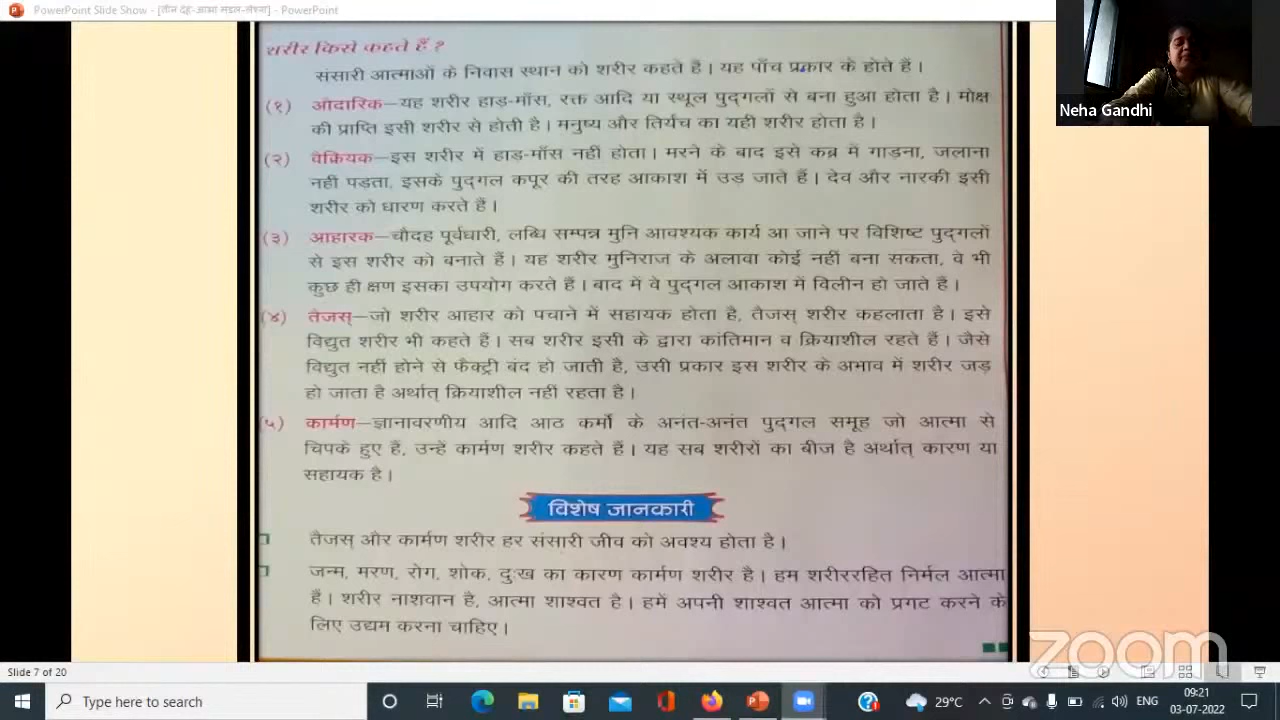 PowerPoint Slide Show - [तीन देह-आत्मा मंडल-लेश्या] - PowerPoint
Neha Gandhi
शरीर किसे कहते हैं ?
संसारी आत्माओं के निवास स्थान को शरीर कहते हैं। यह पाँच प्रकार के होते हैं।
(१) औदारिक—यह शरीर हाड़-माँस, रक्त आदि या स्थूल पुद्गलों से बना हुआ होता है। मोक्ष
की प्राप्ति इसी शरीर से होती है। मनुष्य और तिर्यंच का यही शरीर होता है।
(२) वैक्रियक—इस शरीर में हाड़-माँस नहीं होता। मरने के बाद इसे कब्र में गाड़ना, जलाना
नहीं पड़ता, इसके पुद्गल कपूर की तरह आकाश में उड़ जाते हैं। देव और नारकी इसी
शरीर को धारण करते हैं।
(३) आहारक—चौदह पूर्वधारी, लब्धि सम्पन्न मुनि आवश्यक कार्य आ जाने पर विशिष्ट पुद्गलों
से इस शरीर को बनाते हैं। यह शरीर मुनिराज के अलावा कोई नहीं बना सकता, वे भी
कुछ ही क्षण इसका उपयोग करते हैं। बाद में वे पुद्गल आकाश में विलीन हो जाते हैं।
(४) तैजस्—जो शरीर आहार को पचाने में सहायक होता है, तैजस् शरीर कहलाता है। इसे
विद्युत शरीर भी कहते हैं। सब शरीर इसी के द्वारा कांतिमान व क्रियाशील रहते हैं। जैसे
विद्युत नहीं होने से फैक्ट्री बंद हो जाती है, उसी प्रकार इस शरीर के अभाव में शरीर जड़
हो जाता है अर्थात् क्रियाशील नहीं रहता है।
(५) कार्मण—ज्ञानावरणीय आदि आठ कर्मों के अनंत-अनंत पुद्गल समूह जो आत्मा से
चिपके हुए हैं, उन्हें कार्मण शरीर कहते हैं। यह सब शरीरों का बीज है अर्थात् कारण या
सहायक है।
विशेष जानकारी
तैजस् और कार्मण शरीर हर संसारी जीव को अवश्य होता है।
जन्म, मरण, रोग, शोक, दुःख का कारण कार्मण शरीर है। हम शरीररहित निर्मल आत्मा
हैं। शरीर नाशवान है, आत्मा शाश्वत है। हमें अपनी शाश्वत आत्मा को प्रगट करने के
लिए उद्यम करना चाहिए।
zoom
Slide 7 of 20
Type here to search
29°C
ENG
09:21
03-07-2022